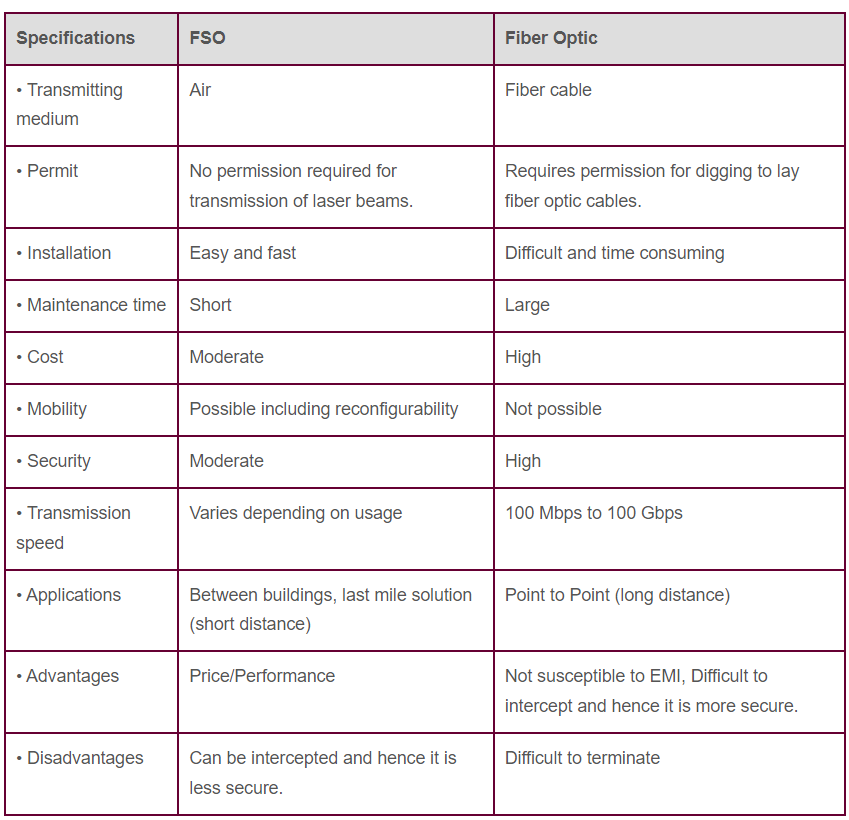 Specifications FSO Fiber Optic
• Transmitting medium Air Fiber cable
• Permit No permission required for transmission of laser beams. Requires permission for digging to lay fiber optic cables.
• Installation Easy and fast Difficult and time consuming
• Maintenance time Short Large
• Cost Moderate High
• Mobility Possible including reconfigurability Not possible
• Security Moderate High
• Transmission speed Varies depending on usage 100 Mbps to 100 Gbps
• Applications Between buildings, last mile solution (short distance) Point to Point (long distance)
• Advantages Price/Performance Not susceptible to EMI, Difficult to intercept and hence it is more secure.
• Disadvantages Can be intercepted and hence it is less secure. Difficult to terminate